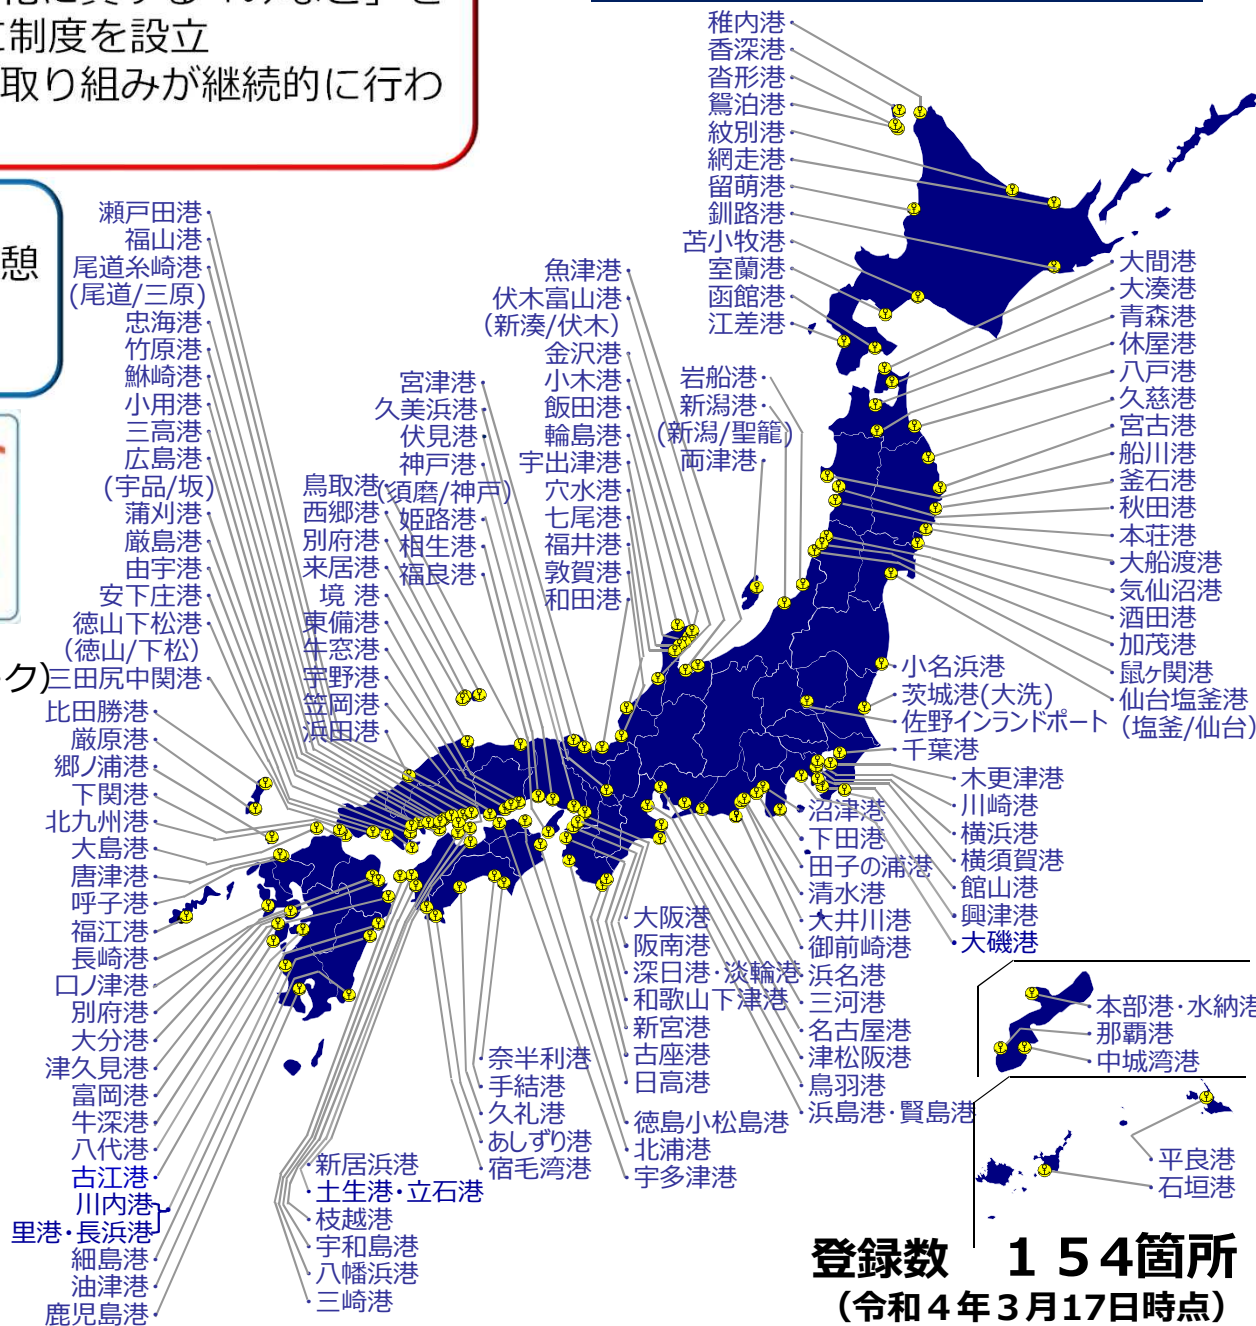 化に資する「みなと」を
に制度を設立
取り組みが継続的に行わ
憩
ク)
稚内港
香深港
沓形港
鴛泊港
紋別港
網走港
留萌港
釧路港
苫小牧港
室蘭港
函館港
江差港
大間港
大湊港
青森港
休屋港
八戸港
久慈港
宮古港
船川港
釜石港
秋田港
本荘港
大船渡港
気仙沼港
酒田港
加茂港
鼠ヶ関港
仙台塩釜港
(塩釜/仙台)
小名浜港
茨城港(大洗)
佐野インランドポート
千葉港
木更津港
川崎港
横浜港
横須賀港
館山港
興津港
大磯港
岩船港
新潟港
(新潟/聖籠)
両津港
魚津港
伏木富山港
(新湊/伏木)
金沢港
小木港
飯田港
輪島港
宇出津港
穴水港
七尾港
福井港
敦賀港
和田港
宮津港
久美浜港
伏見港
神戸港
(須磨/神戸)
姫路港
相生港
福良港
鳥取港
西郷港
別府港
来居港
境 港
東備港
牛窓港
宇野港
笠岡港
浜田港
瀬戸田港
福山港
尾道糸崎港
(尾道/三原)
忠海港
竹原港
鮴崎港
小用港
三高港
広島港
(宇品/坂)
蒲刈港
厳島港
由宇港
安下庄港
徳山下松港
(徳山/下松)
三田尻中関港
比田勝港
厳原港
郷ノ浦港
下関港
北九州港
大島港
唐津港
呼子港
福江港
長崎港
口ノ津港
別府港
大分港
津久見港
富岡港
牛深港
八代港
古江港
川内港
里港・長浜港
細島港
油津港
鹿児島港
新居浜港
土生港・立石港
枝越港
宇和島港
八幡浜港
三崎港
奈半利港
手結港
久礼港
あしずり港
宿毛湾港
徳島小松島港
北浦港
宇多津港
大阪港
阪南港
深日港・淡輪港
和歌山下津港
新宮港
古座港
日高港
沼津港
下田港
田子の浦港
清水港
大井川港
御前崎港
浜名港
三河港
名古屋港
津松阪港
鳥羽港
浜島港・賢島港
本部港・水納港
那覇港
中城湾港
平良港
石垣港
登録数 １５４箇所
（令和４年３月17日時点）